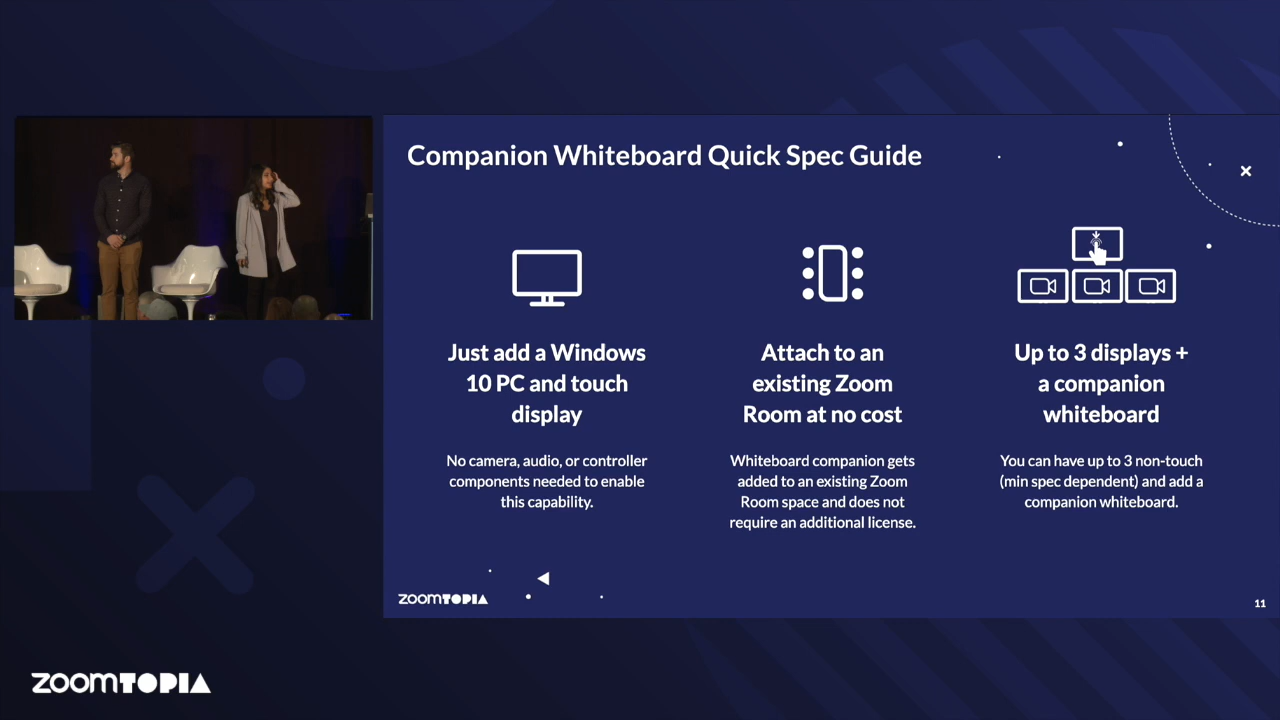 Companion Whiteboard Quick Spec Guide
Just add a Windows
10 PC and touch
display
No camera, audio, or controller
components needed to enable
this capability.
Attach to an
existing Zoom
Room at no cost
Whiteboard companion gets
added to an existing Zoom
Room space and does not
require an additional license.
Up to 3 displays +
a companion
whiteboard
You can have up to 3 non-touch
(min spec dependent) and add a
companion whiteboard.
zoomTOPIA
11
zoomTOPIA